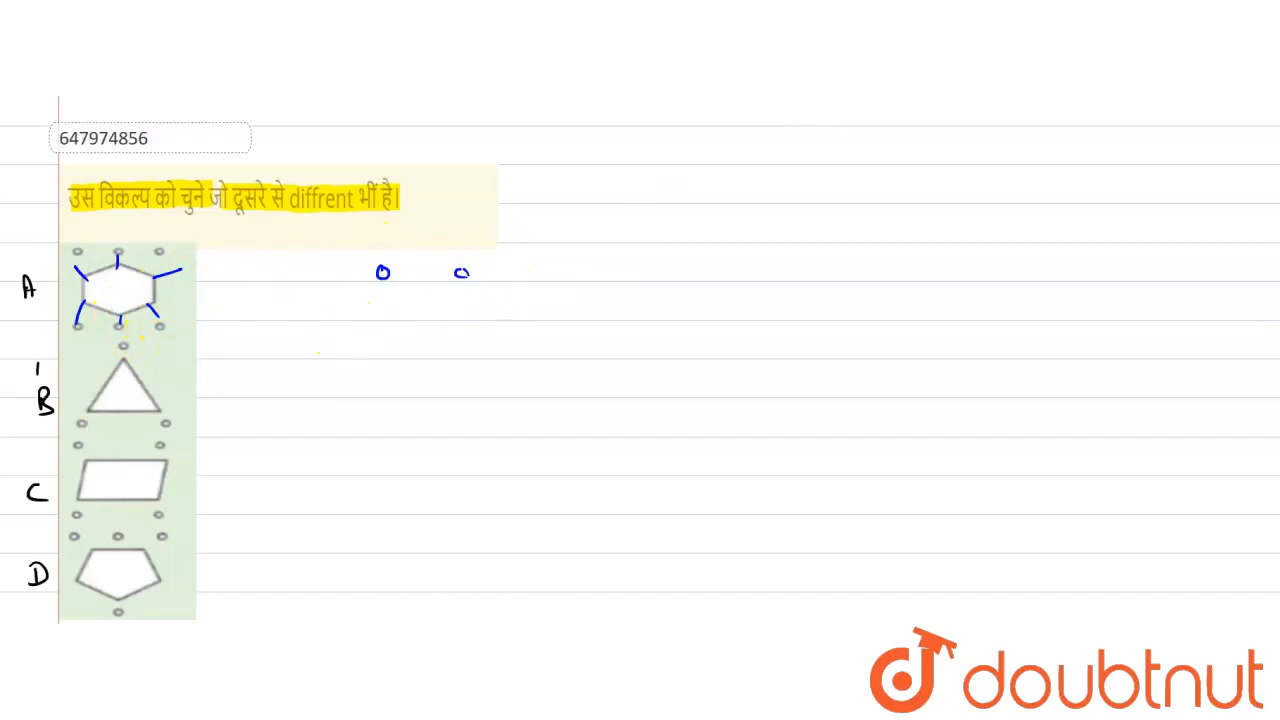 647974856
उस विकल्प को चुने जो दूसरे से diffrent भीं है।
A
B
C
D
doubtnut